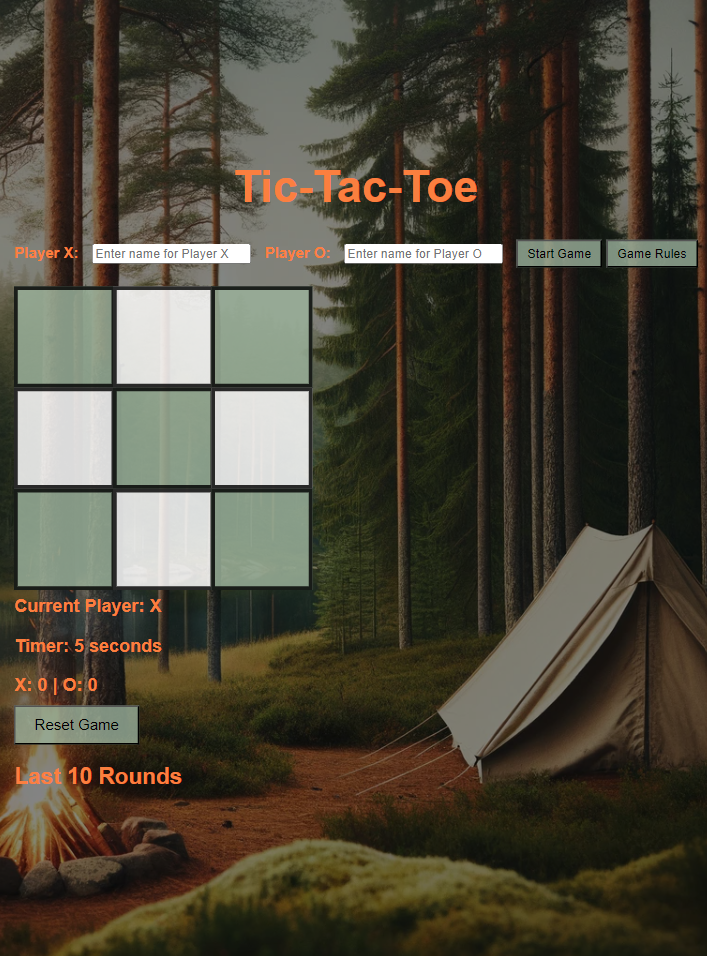 Tic-Tac-Toe
Player X: Enter name for Player X Player O: Enter name for Player O Start Game Game Rules
Current Player: X
Timer: 5 seconds
X: 0 | O: 0
Reset Game
Last 10 Rounds